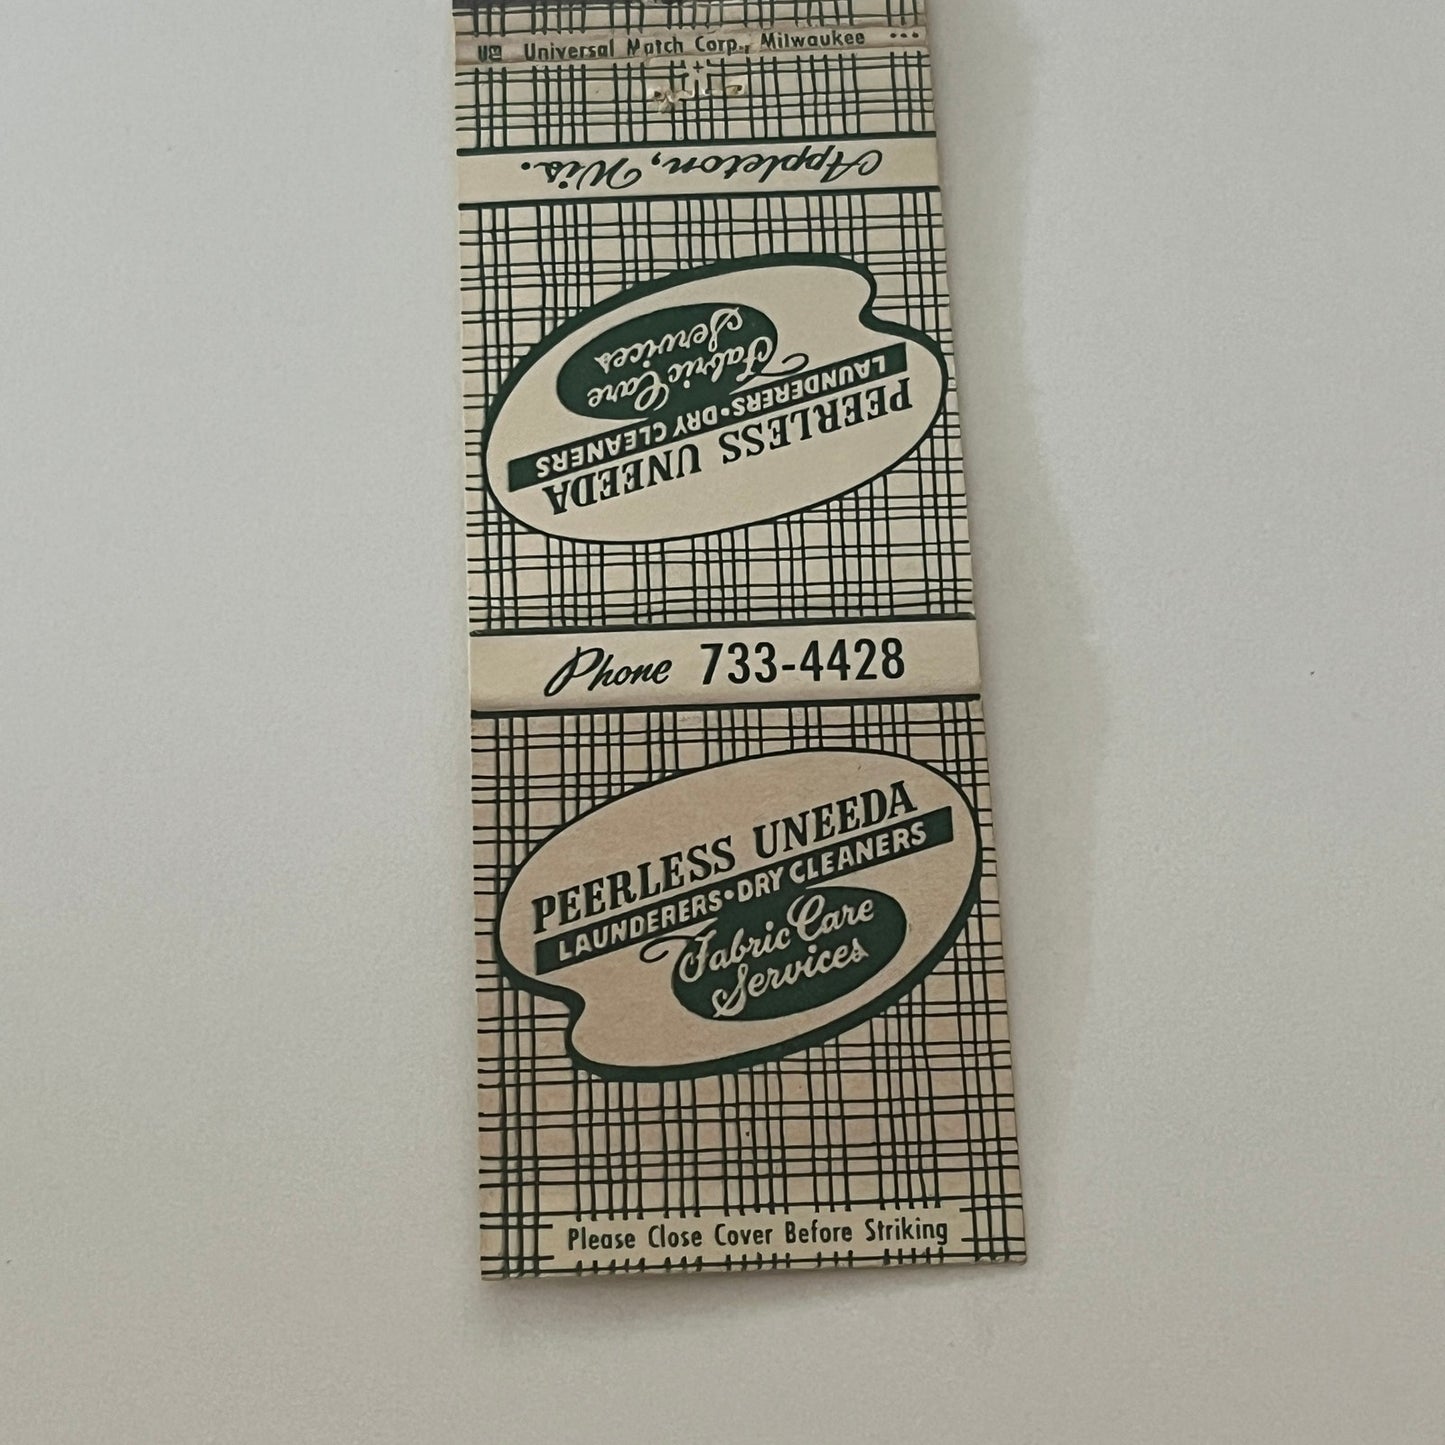 Universal Match Corp., Milwaukee
Appleton, Wis.
PEERLESS UNEEDA
LAUNDERERS • DRY CLEANERS
Fabric Care
Services
Phone 733-4428
PEERLESS UNEEDA
LAUNDERERS • DRY CLEANERS
Fabric Care
Services
Please Close Cover Before Striking